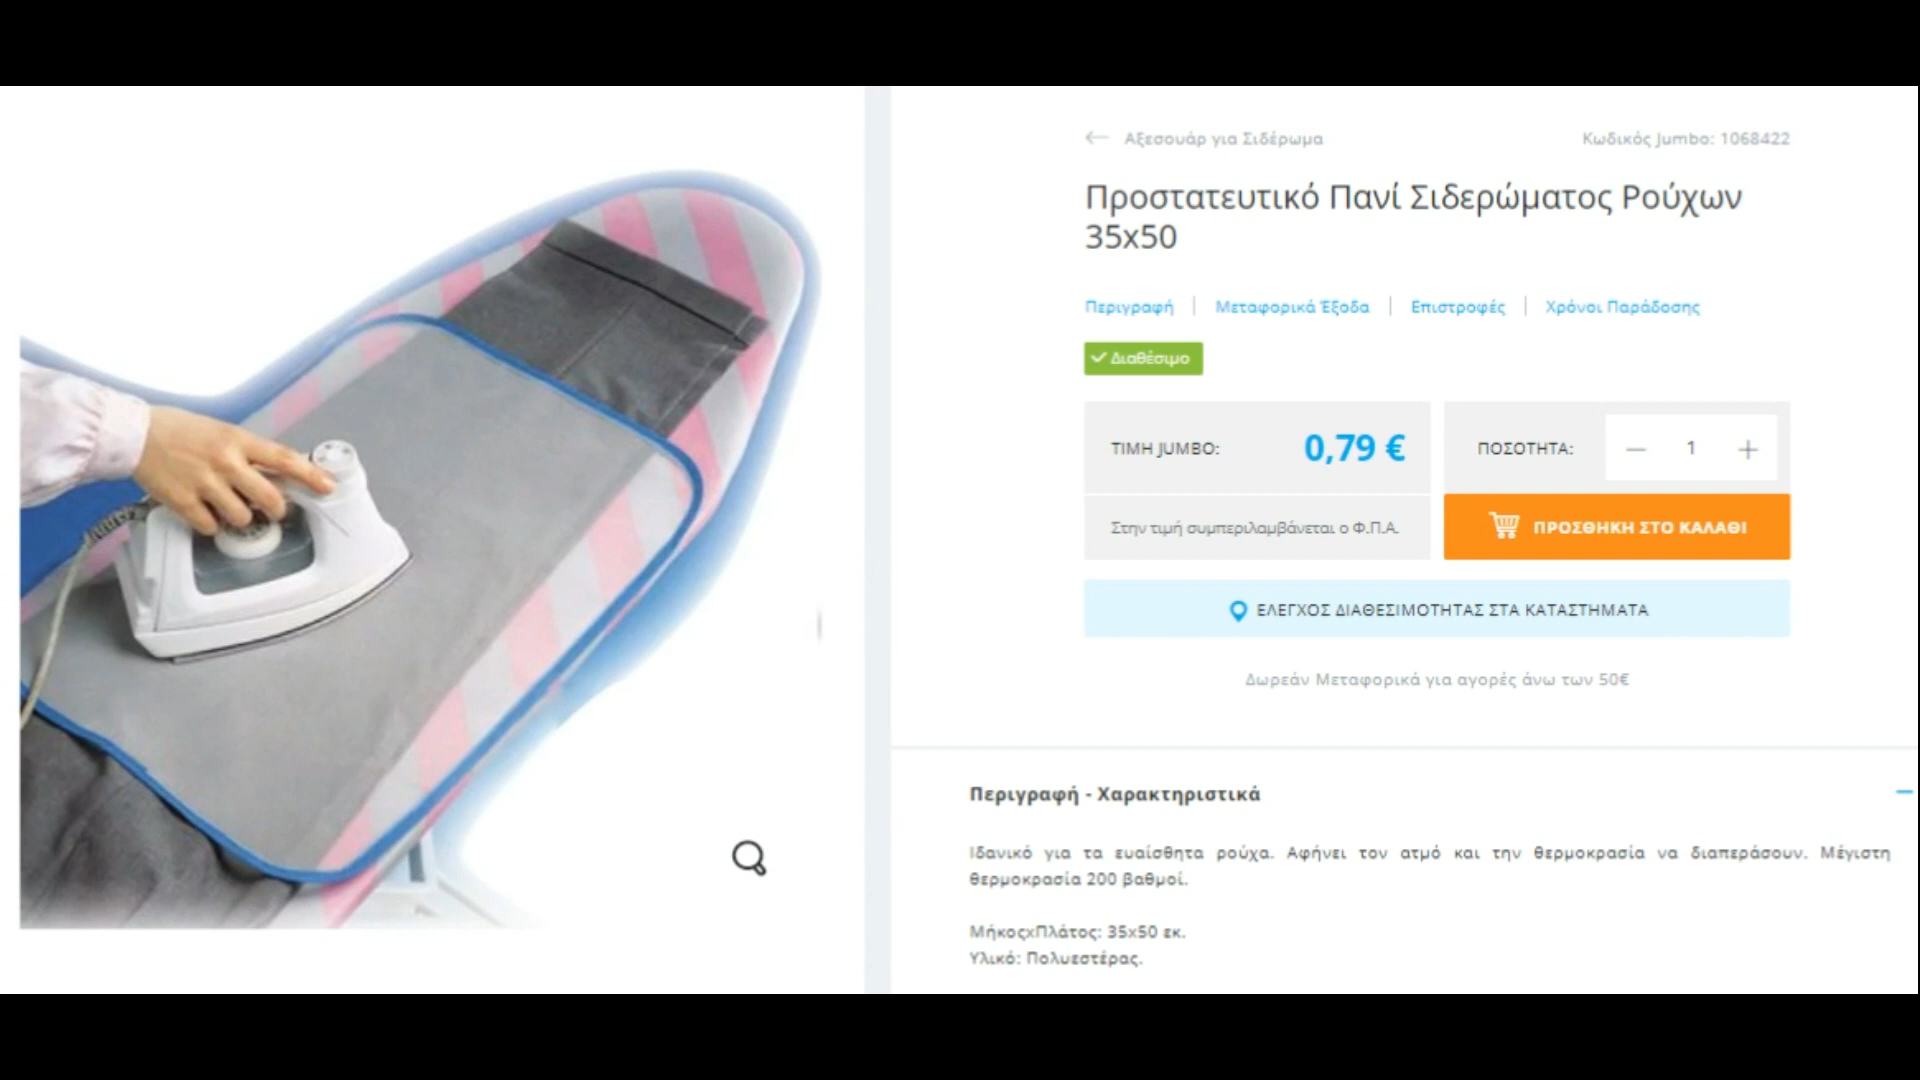 Αξεσουάρ για Σιδέρωμα
Κωδικός Jumbo: 1068422
Προστατευτικό Πανί Σιδερώματος Ρούχων
35x50
Περιγραφή | Μεταφορικά Έξοδα | Επιστροφές | Χρόνοι Παράδοσης
Διαθέσιμο
ΤΙΜΗ JUMBO: 0,79 €
ΠΟΣΟΤΗΤΑ: — 1 +
Στην τιμή συμπεριλαμβάνεται ο Φ.Π.Α.
ΠΡΟΣΘΗΚΗ ΣΤΟ ΚΑΛΑΘΙ
ΕΛΕΓΧΟΣ ΔΙΑΘΕΣΙΜΟΤΗΤΑΣ ΣΤΑ ΚΑΤΑΣΤΗΜΑΤΑ
Δωρεάν Μεταφορικά για αγορές άνω των 50€
Περιγραφή - Χαρακτηριστικά
Ιδανικό για τα ευαίσθητα ρούχα. Αφήνει τον ατμό και την θερμοκρασία να διαπεράσουν. Μέγιστη
θερμοκρασία 200 βαθμοί.
ΜήκοςxΠλάτος: 35x50 εκ.
Υλικό: Πολυεστέρας.